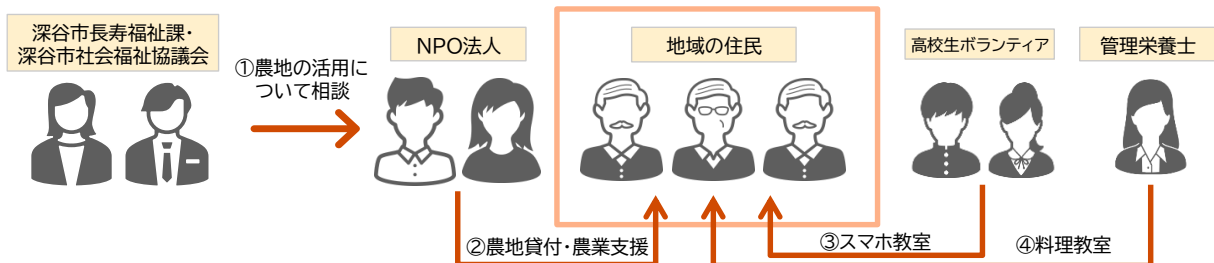 深谷市長寿福祉課・
深谷市社会福祉協議会
①農地の活用に
ついて相談
NPO法人
地域の住民
高校生ボランティア
管理栄養士
②農地貸付・農業支援
③スマホ教室
④料理教室